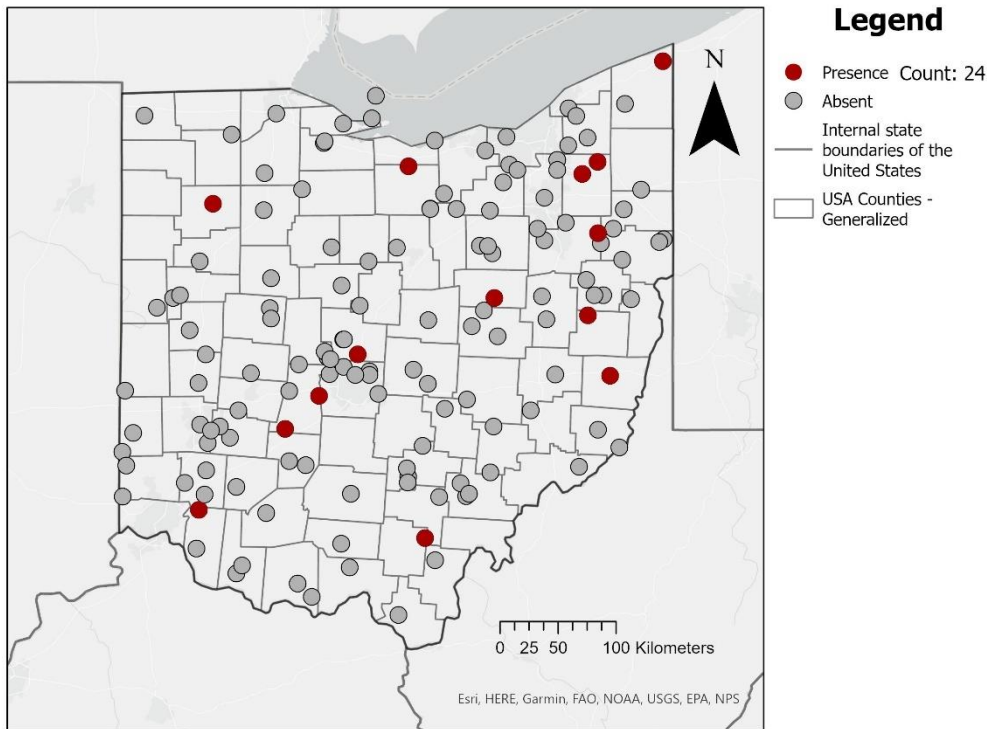 Legend
N
Presence Count: 24
Absent
Internal state
boundaries of the
United States
USA Counties -
Generalized
0 25 50 100 Kilometers
Esri, HERE, Garmin, FAO, NOAA, USGS, EPA, NPS